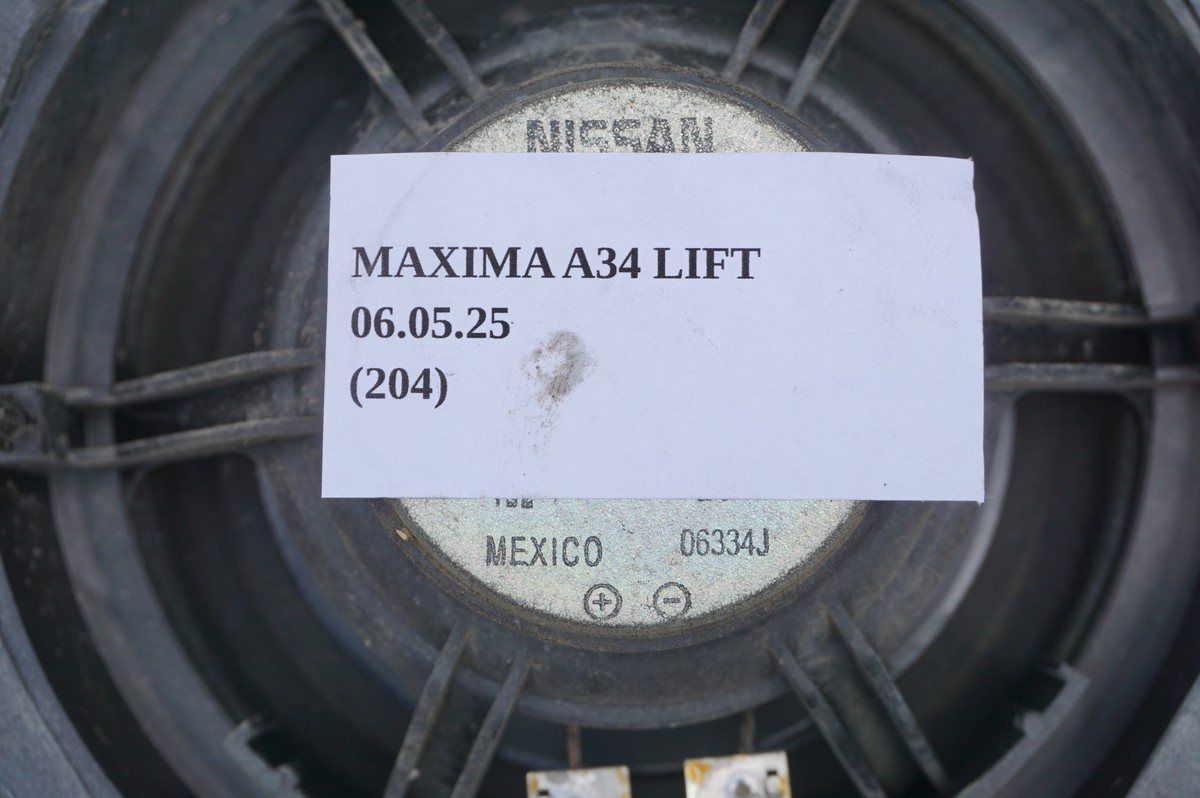 NISSAN
MAXIMA A34 LIFT
06.05.25
(204)
MEXICO 06334J
+ -